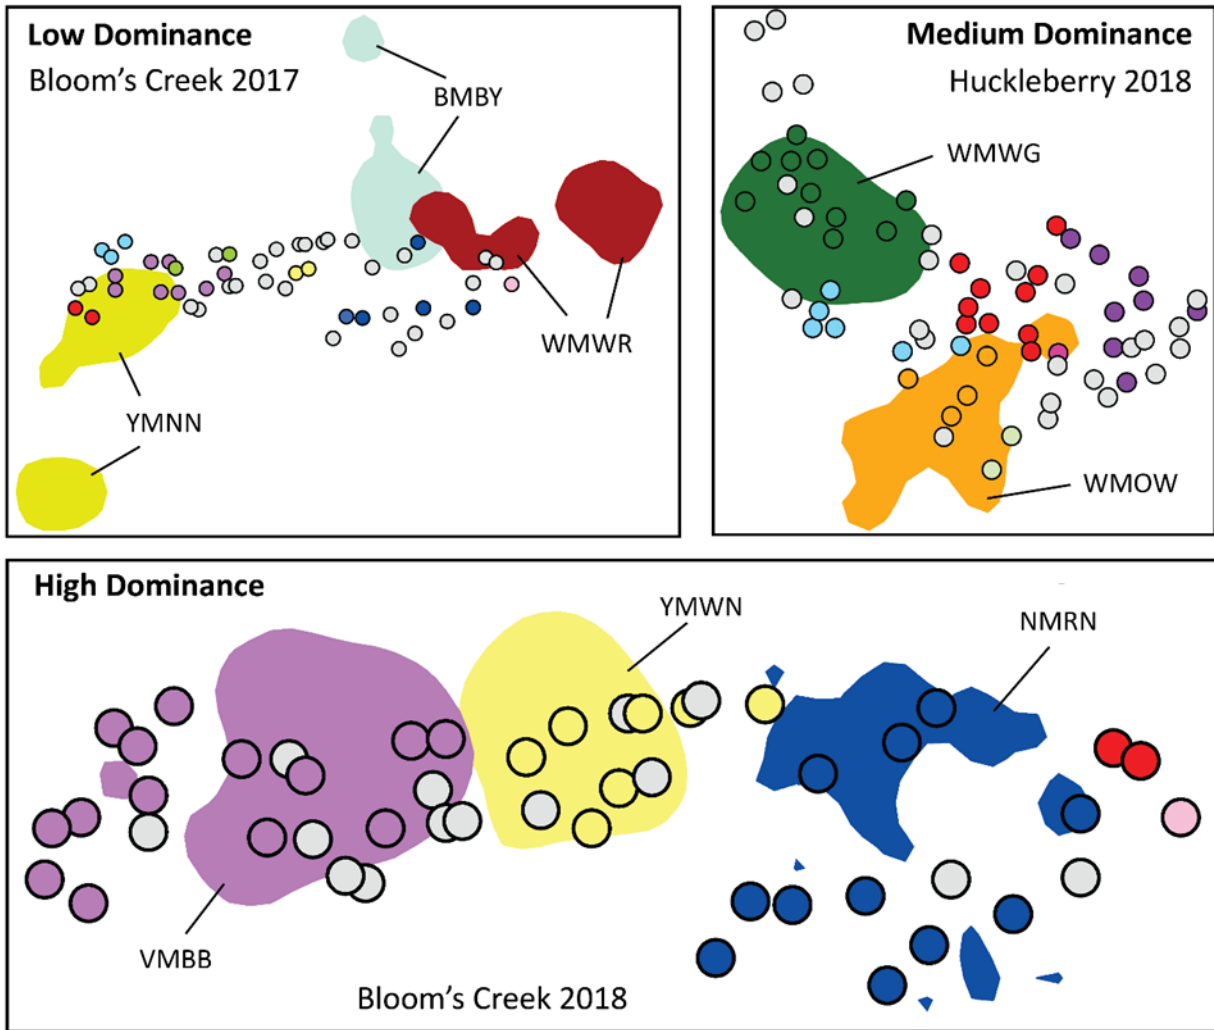 Low Dominance
Bloom's Creek 2017
BMBY
WMWR
YMNN
Medium Dominance
Huckleberry 2018
WMWG
WMOW
High Dominance
YMWN
NMRN
VMBB
Bloom's Creek 2018